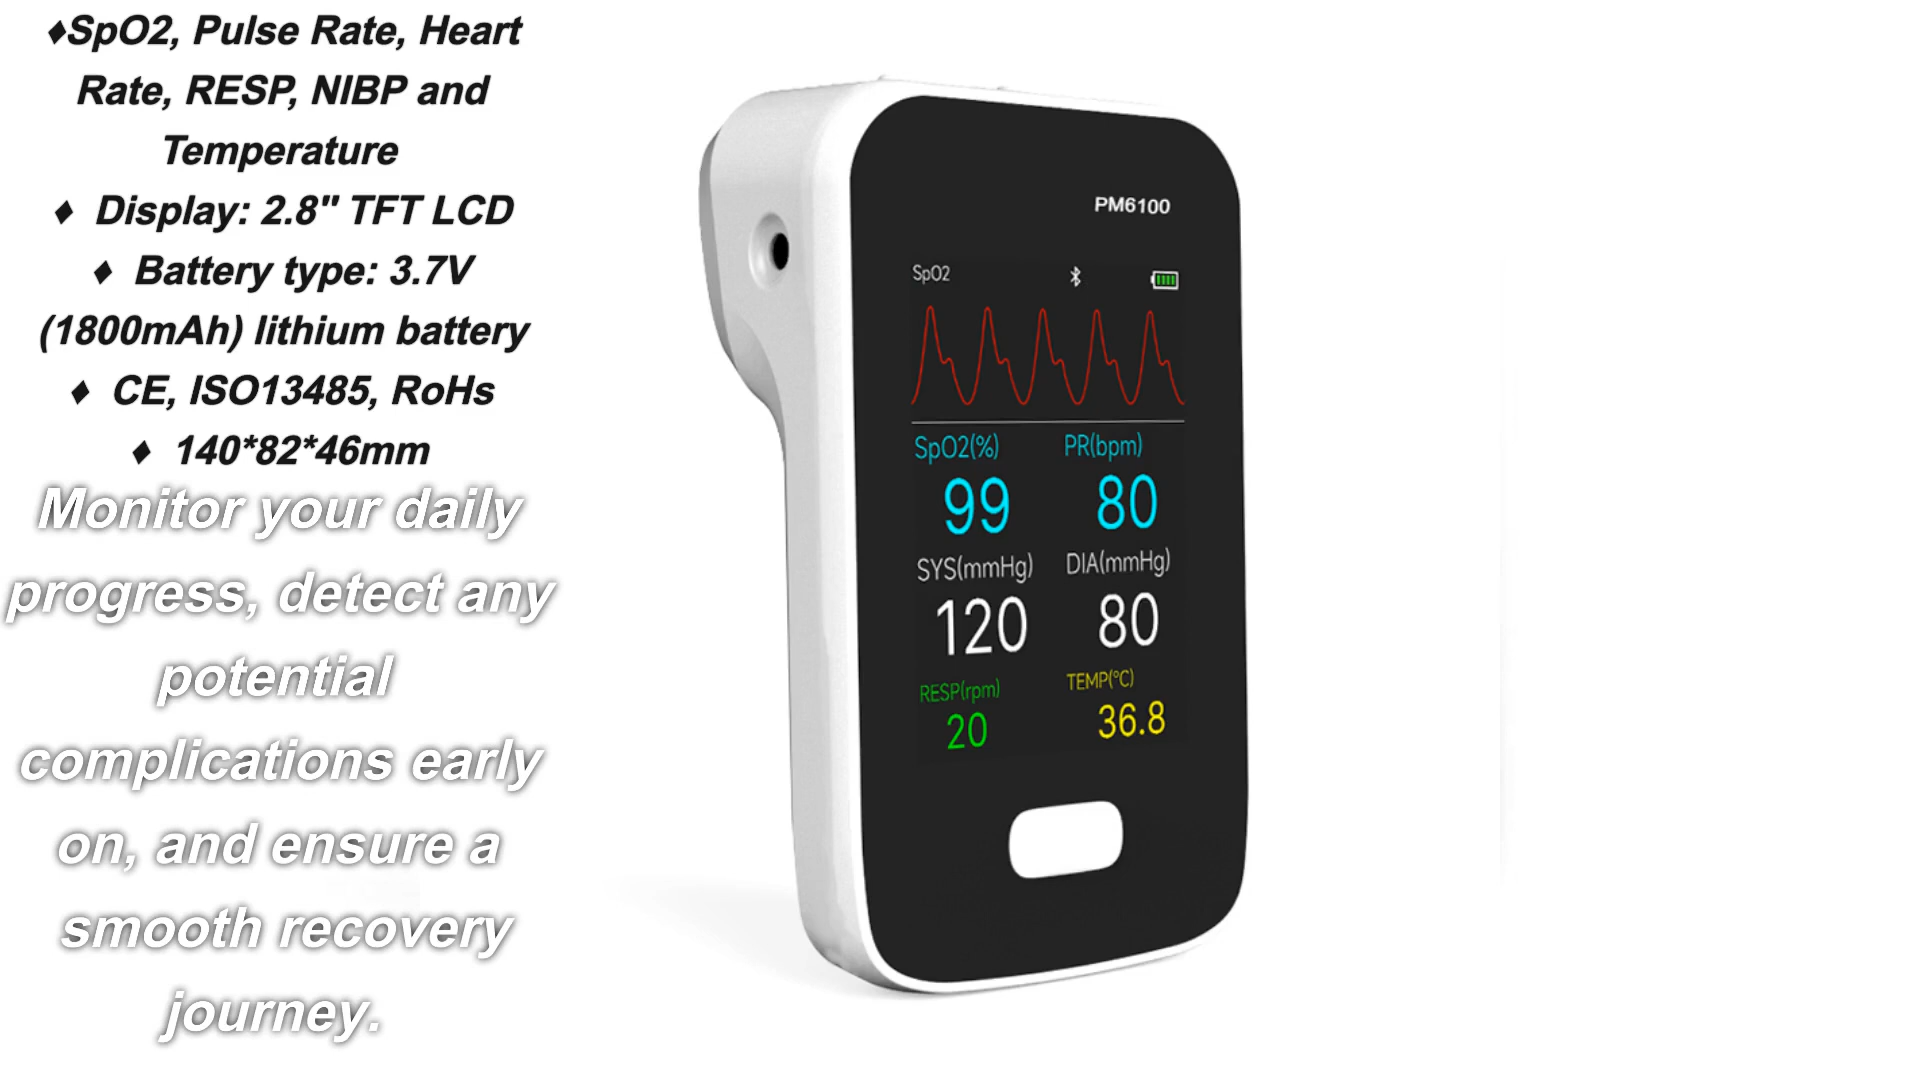 ♦SpO2, Pulse Rate, Heart
Rate, RESP, NIBP and
Temperature
♦ Display: 2.8" TFT LCD
♦ Battery type: 3.7V
(1800mAh) lithium battery
♦ CE, ISO13485, RoHs
♦ 140*82*46mm
Monitor your daily
progress, detect any
potential
complications early
on, and ensure a
smooth recovery
journey.
PM6100
SpO2
SpO2(%) PR(bpm)
99 80
SYS(mmHg) DIA(mmHg)
120 80
RESP(rpm) TEMP(°C)
20 36.8